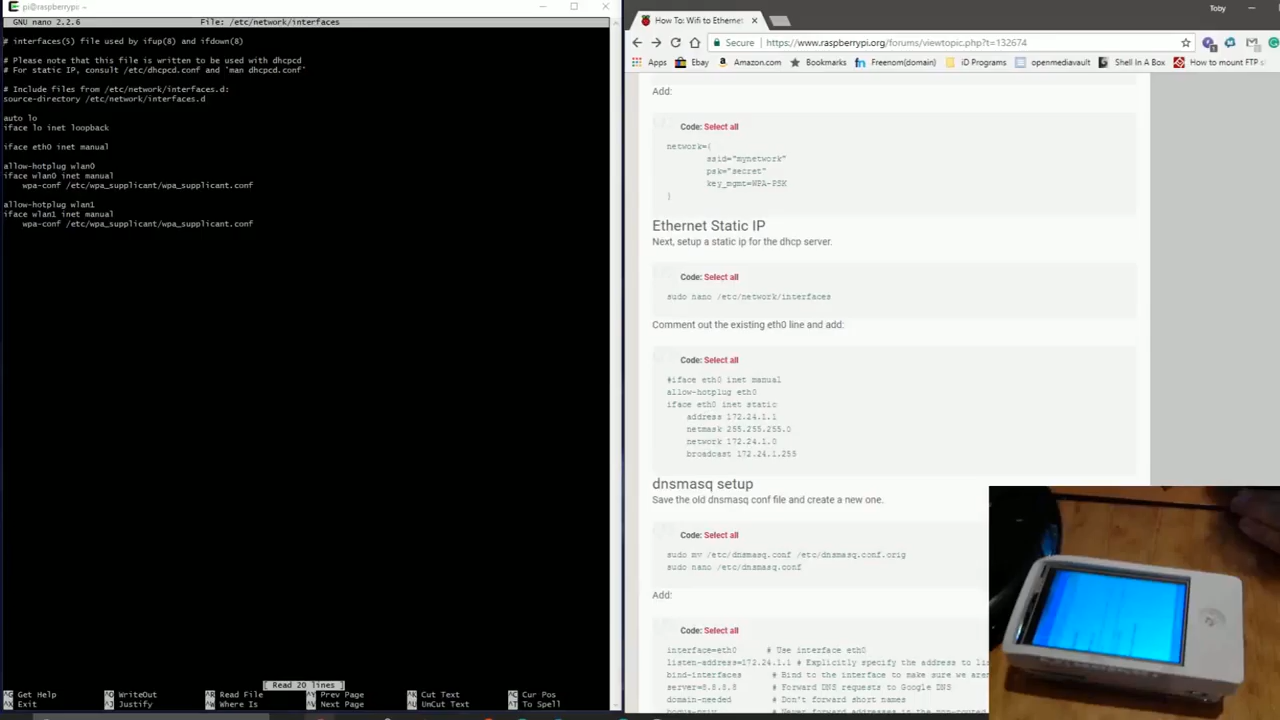 pi@raspberrypi: ~
GNU nano 2.2.6
File: /etc/network/interfaces
# interfaces(5) file used by ifup(8) and ifdown(8)
# Please note that this file is written to be used with dhcpcd
# For static IP, consult /etc/dhcpcd.conf and 'man dhcpcd.conf'
# Include files from /etc/network/interfaces.d:
source-directory /etc/network/interfaces.d
auto lo
iface lo inet loopback
iface eth0 inet manual
allow-hotplug wlan0
iface wlan0 inet manual
wpa-conf /etc/wpa_supplicant/wpa_supplicant.conf
allow-hotplug wlan1
iface wlan1 inet manual
wpa-conf /etc/wpa_supplicant/wpa_supplicant.conf
[ Read 20 lines ]
^G Get Help
^O WriteOut
^R Read File
^Y Prev Page
^K Cut Text
^C Cur Pos
^X Exit
^J Justify
^W Where Is
^V Next Page
^U UnCut Text
^T To Spell
How To: Wifi to Ethernet
Toby
Secure
https://www.raspberrypi.org/forums/viewtopic.php?t=132674
Apps
Ebay
Amazon.com
Bookmarks
Freenom(domain)
iD Programs
openmediavault
Shell In A Box
How to mount FTP s
Add:
Code: Select all
network={
ssid="mynetwork"
psk="secret"
key_mgmt=WPA-PSK
}
Ethernet Static IP
Next, setup a static ip for the dhcp server.
Code: Select all
sudo nano /etc/network/interfaces
Comment out the existing eth0 line and add:
Code: Select all
#iface eth0 inet manual
allow-hotplug eth0
iface eth0 inet static
address 172.24.1.1
netmask 255.255.255.0
network 172.24.1.0
broadcast 172.24.1.255
dnsmasq setup
Save the old dnsmasq conf file and create a new one.
Code: Select all
sudo mv /etc/dnsmasq.conf /etc/dnsmasq.conf.orig
sudo nano /etc/dnsmasq.conf
Add:
Code: Select all
interface=eth0 # Use interface eth0
listen-address=172.24.1.1 # Explicitly specify the address to lis
bind-interfaces # Bind to the interface to make sure we aren
server=8.8.8.8 # Forward DNS requests to Google DNS
domain-needed # Don't forward short names
bogus-priv # Never forward addresses in the non-routed